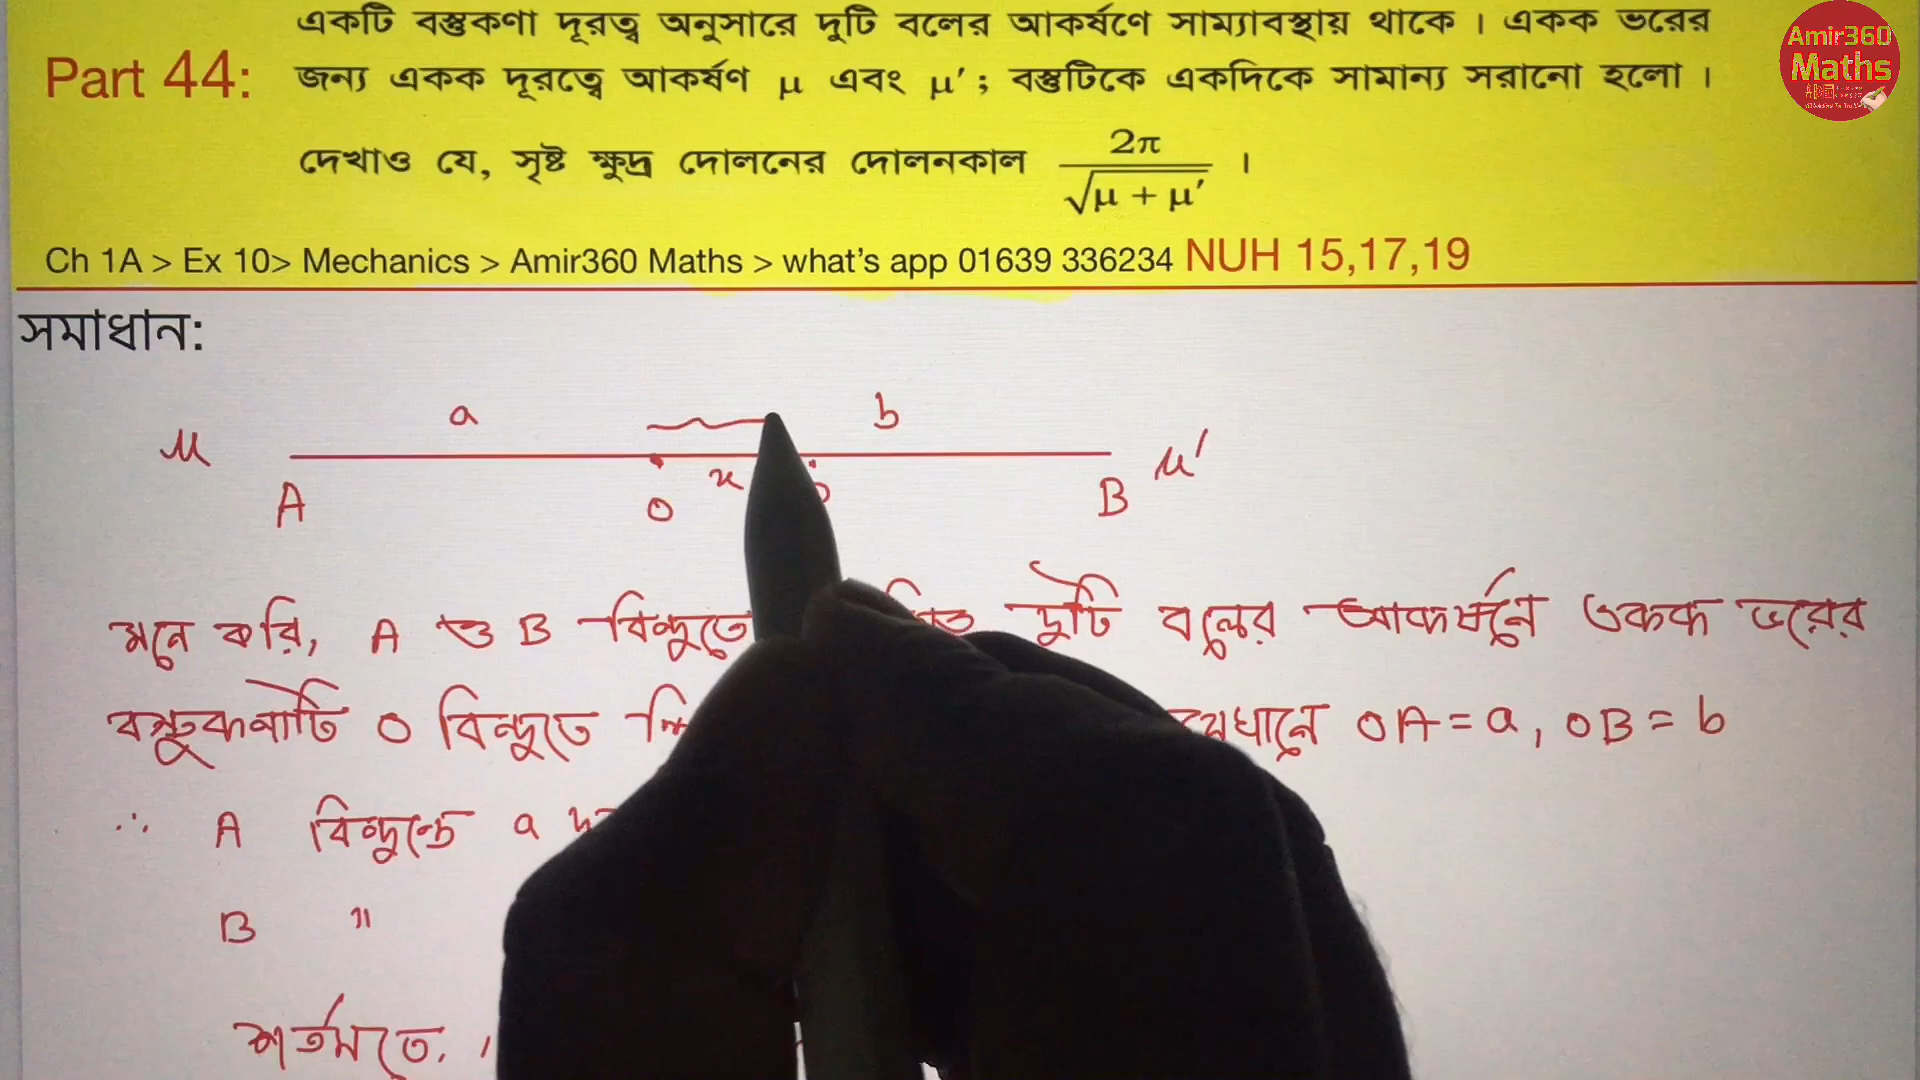 একটি বস্তুকণা দূরত্ব অনুসারে দুটি বলের আকর্ষণে সাম্যাবস্থায় থাকে । একক ভরের
Part 44: জন্য একক দূরত্বে আকর্ষণ μ এবং μ′ ; বস্তুটিকে একদিকে সামান্য সরানো হলো ।
দেখাও যে, সৃষ্ট ক্ষুদ্র দোলনের দোলনকাল 2π/√(μ + μ′) ।
Amir360
Maths
Ch 1A > Ex 10> Mechanics > Amir360 Maths > what's app 01639 336234 NUH 15,17,19
সমাধান:
a b
μ μ′
A O x B
মনে করি, A ও B বিন্দুতে দুটি বলের আকর্ষনে একক ভরের
বস্তুকনাটি O বিন্দুতে OA = a, OB = b
∴ A বিন্দুতে a
B "
শর্তমতে,